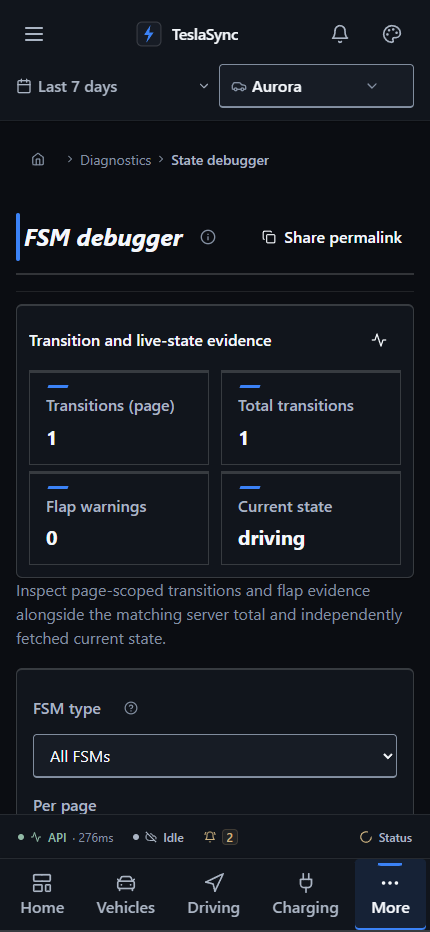 TeslaSync
Last 7 days
Aurora
Diagnostics
State debugger
FSM debugger
Share permalink
Transition and live-state evidence
Transitions (page)
1
Total transitions
1
Flap warnings
0
Current state
driving
Inspect page-scoped transitions and flap evidence
alongside the matching server total and independently
fetched current state.
FSM type
All FSMs
Per page
API · 276ms
Idle
2
Status
Home
Vehicles
Driving
Charging
More